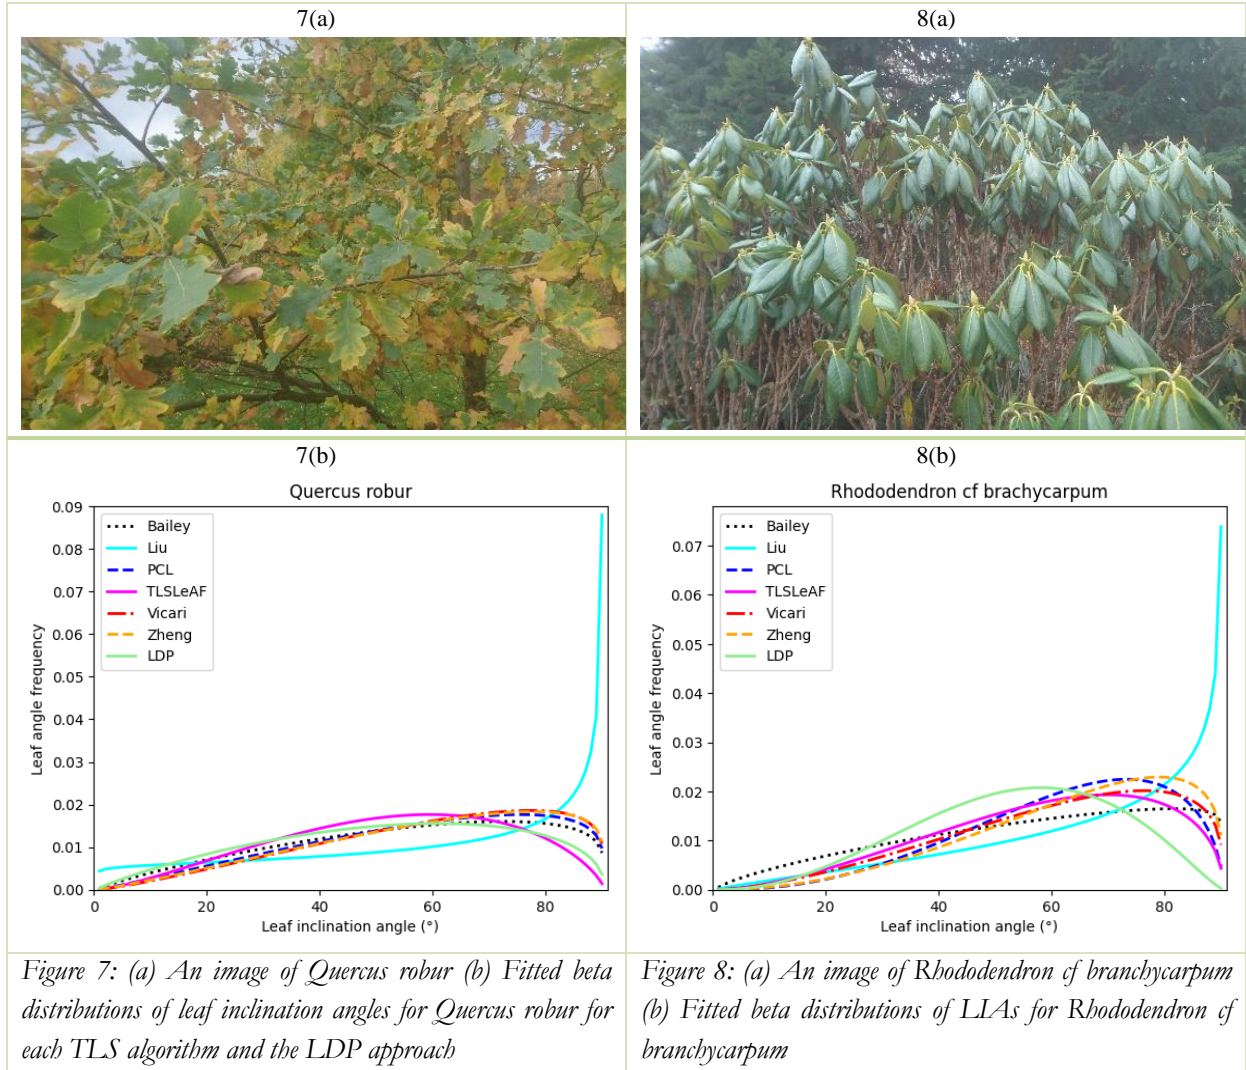 7(a)
8(a)
7(b)
Quercus robur
0.09
0.08
0.07
0.06
0.05
0.04
0.03
0.02
0.01
0.00
Leaf angle frequency
Bailey
Liu
PCL
TLSLeAF
Vicari
Zheng
LDP
0
20
40
60
80
Leaf inclination angle (°)
8(b)
Rhododendron cf brachycarpum
0.07
0.06
0.05
0.04
0.03
0.02
0.01
0.00
Leaf angle frequency
Bailey
Liu
PCL
TLSLeAF
Vicari
Zheng
LDP
0
20
40
60
80
Leaf inclination angle (°)
Figure 7: (a) An image of Quercus robur (b) Fitted beta
distributions of leaf inclination angles for Quercus robur for
each TLS algorithm and the LDP approach
Figure 8: (a) An image of Rhododendron cf branchycarpum
(b) Fitted beta distributions of LIAs for Rhododendron cf
branchycarpum